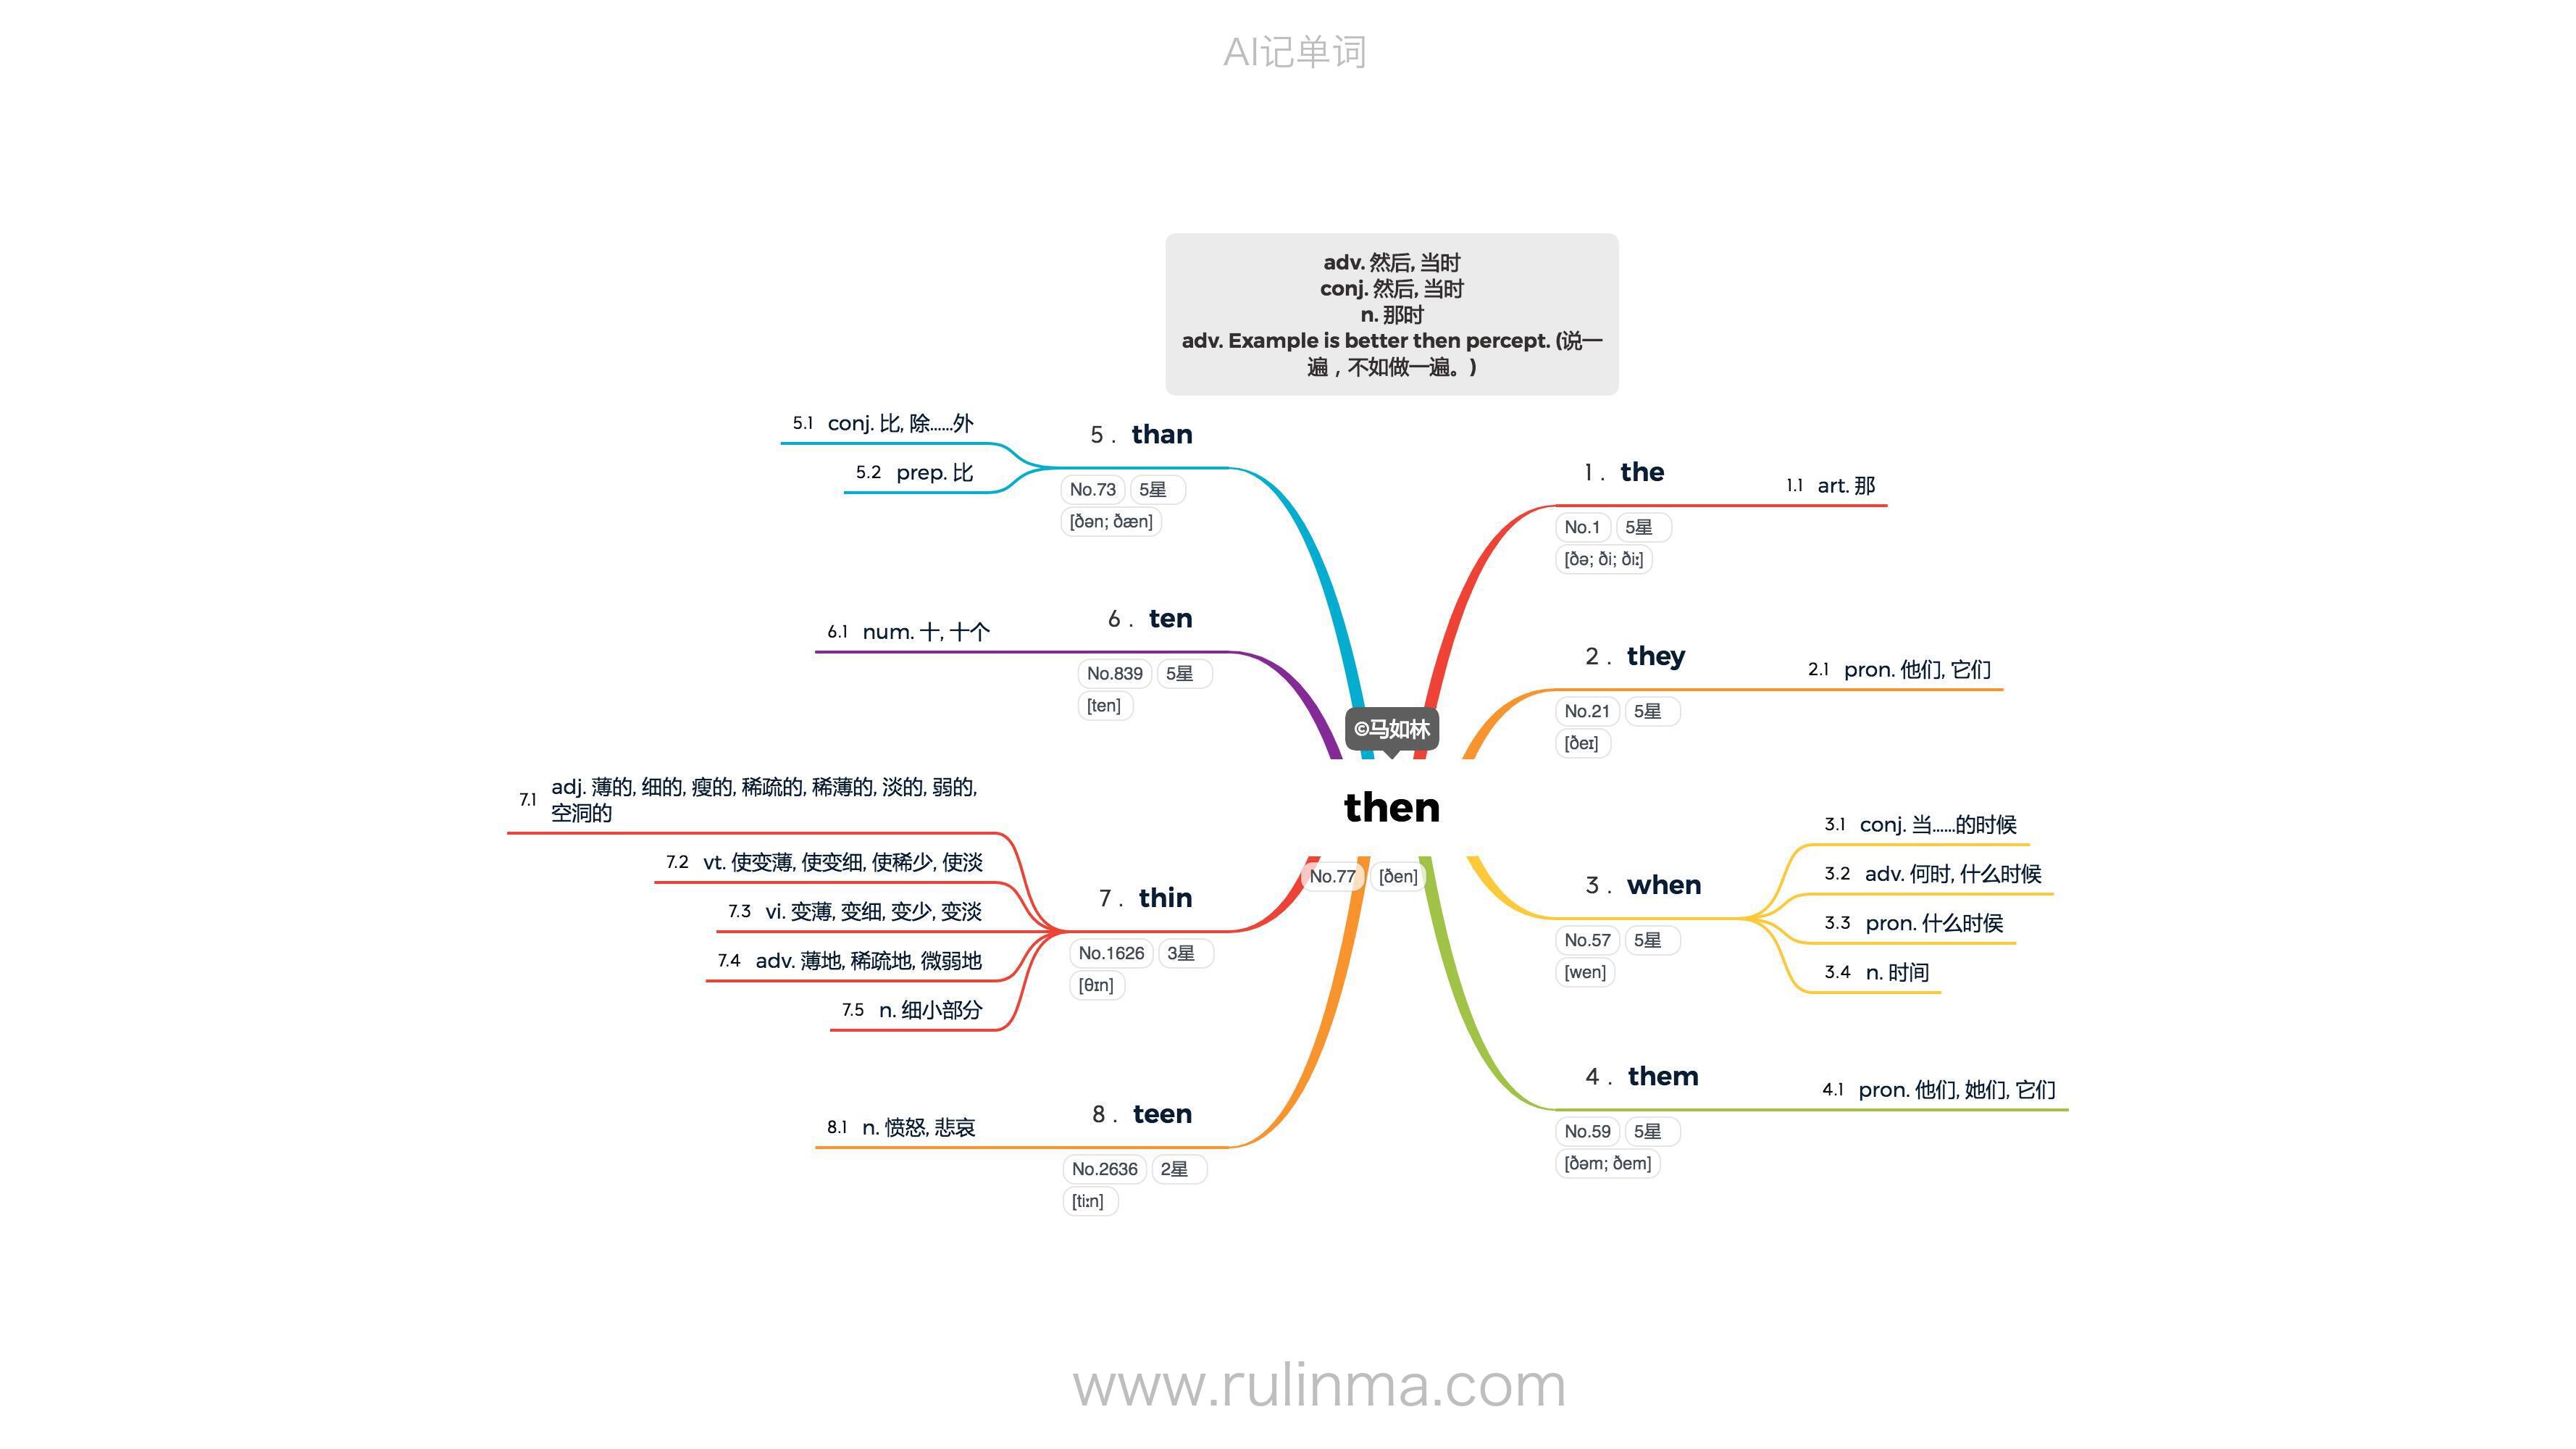 AI记单词
adv. 然后, 当时
conj. 然后, 当时
n. 那时
adv. Example is better then percept. (说一
遍，不如做一遍。)
©马如林
then
No.77 [ðen]
1 . the
No.1 5星
[ðə; ði; ðiː]
1.1 art. 那
2 . they
No.21 5星
[ðeɪ]
2.1 pron. 他们, 它们
3 . when
No.57 5星
[wen]
3.1 conj. 当……的时候
3.2 adv. 何时, 什么时候
3.3 pron. 什么时侯
3.4 n. 时间
4 . them
No.59 5星
[ðəm; ðem]
4.1 pron. 他们, 她们, 它们
5 . than
No.73 5星
[ðən; ðæn]
5.1 conj. 比, 除……外
5.2 prep. 比
6 . ten
No.839 5星
[ten]
6.1 num. 十, 十个
7 . thin
No.1626 3星
[θɪn]
7.1 adj. 薄的, 细的, 瘦的, 稀疏的, 稀薄的, 淡的, 弱的,
空洞的
7.2 vt. 使变薄, 使变细, 使稀少, 使淡
7.3 vi. 变薄, 变细, 变少, 变淡
7.4 adv. 薄地, 稀疏地, 微弱地
7.5 n. 细小部分
8 . teen
No.2636 2星
[tiːn]
8.1 n. 愤怒, 悲哀
www.rulinma.com